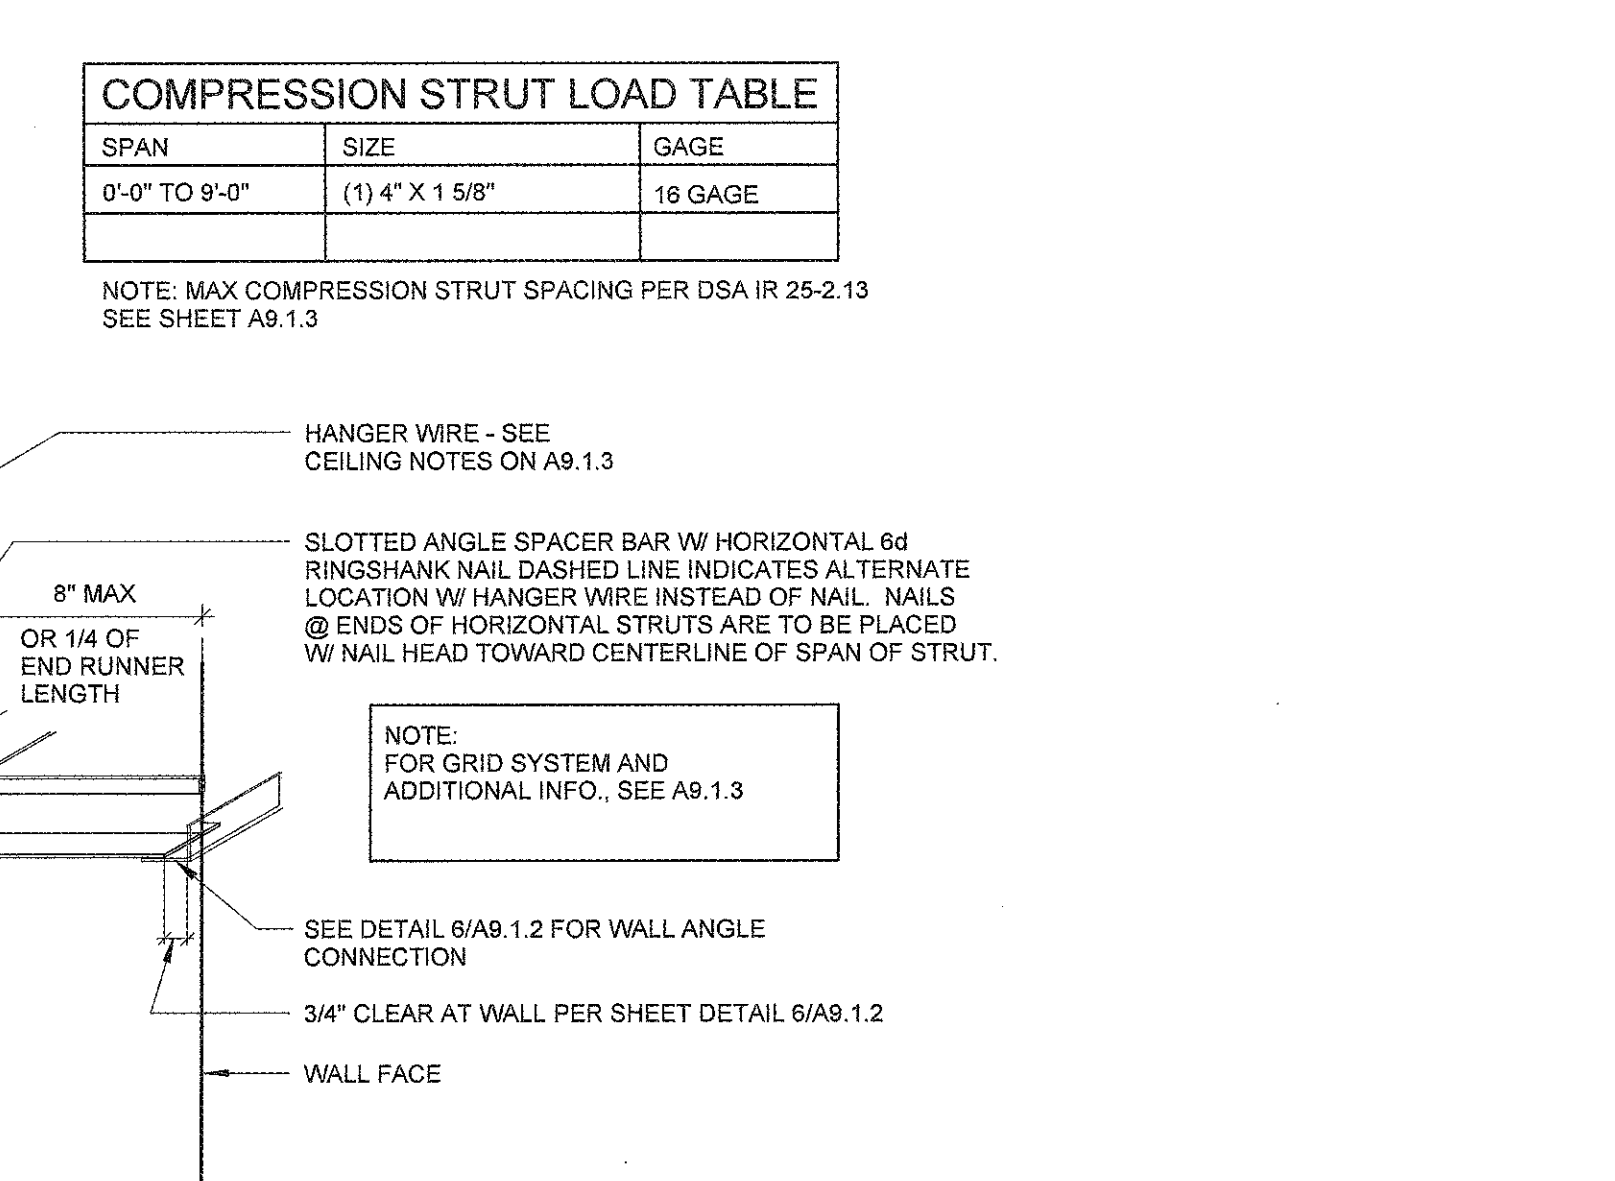 COMPRESSION STRUT LOAD TABLE
SPAN SIZE GAGE
0'-0" TO 9'-0" (1) 4" X 1 5/8" 16 GAGE
NOTE: MAX COMPRESSION STRUT SPACING PER DSA IR 25-2.13
SEE SHEET A9.1.3
HANGER WIRE - SEE
CEILING NOTES ON A9.1.3
SLOTTED ANGLE SPACER BAR W/ HORIZONTAL 6d
RINGSHANK NAIL DASHED LINE INDICATES ALTERNATE
LOCATION W/ HANGER WIRE INSTEAD OF NAIL. NAILS
@ ENDS OF HORIZONTAL STRUTS ARE TO BE PLACED
W/ NAIL HEAD TOWARD CENTERLINE OF SPAN OF STRUT.
8" MAX
OR 1/4 OF
END RUNNER
LENGTH
NOTE:
FOR GRID SYSTEM AND
ADDITIONAL INFO., SEE A9.1.3
SEE DETAIL 6/A9.1.2 FOR WALL ANGLE
CONNECTION
3/4" CLEAR AT WALL PER SHEET DETAIL 6/A9.1.2
WALL FACE